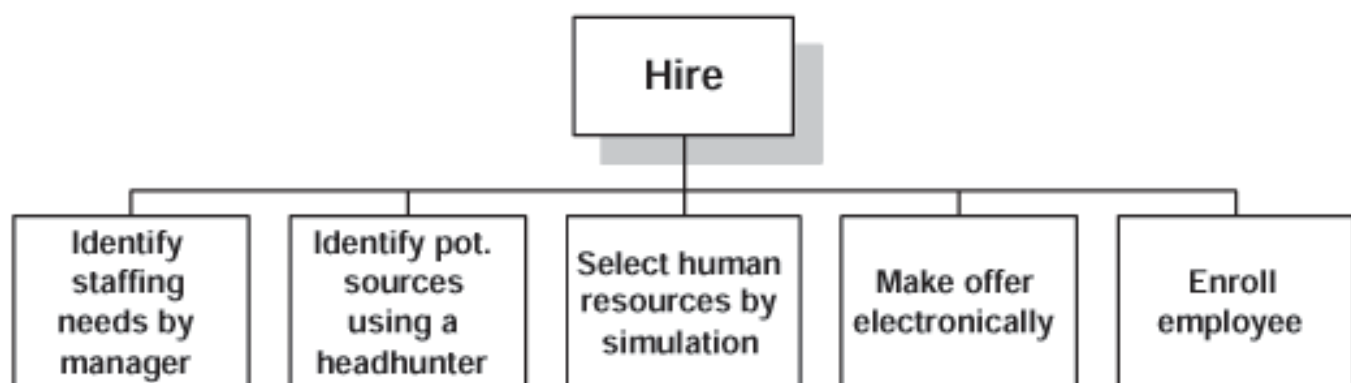 Hire
Identify
staffing
needs by
manager
Identify pot.
sources
using a
headhunter
Select human
resources by
simulation
Make offer
electronically
Enroll
employee